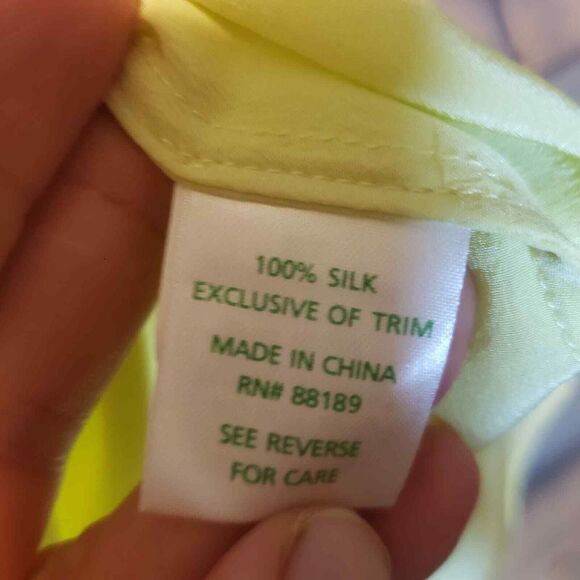 100% SILK
EXCLUSIVE OF TRIM
MADE IN CHINA
RN# 88189
SEE REVERSE
FOR CARE